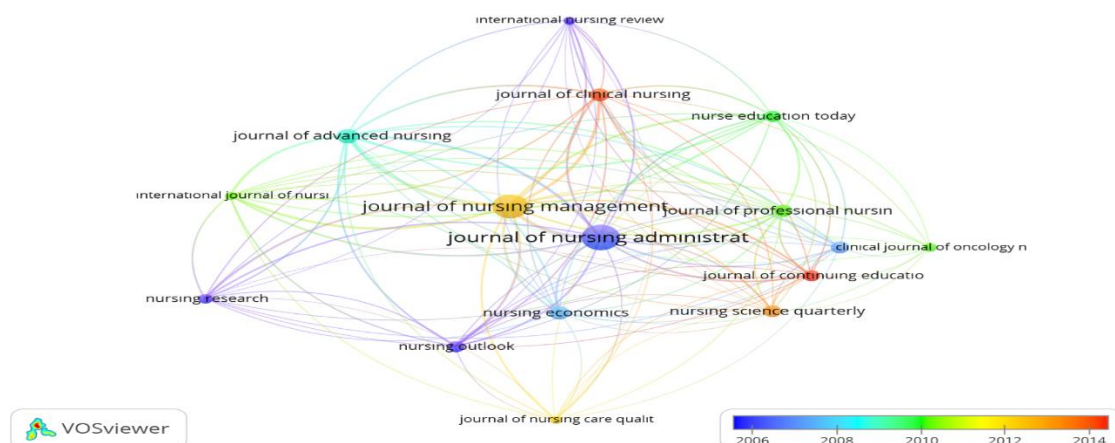 international nursing review
journal of clinical nursing
nurse education today
journal of advanced nursing
international journal of nursi
journal of nursing management
journal of professional nursin
journal of nursing administrat
clinical journal of oncology n
journal of continuing educatio
nursing research
nursing economics
nursing science quarterly
nursing outlook
journal of nursing care qualit
VOSviewer
2006 2008 2010 2012 2014